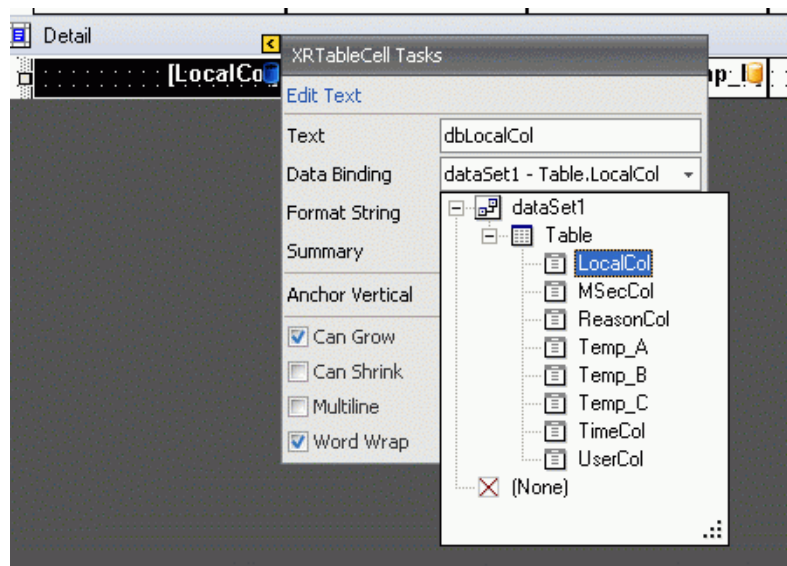 Detail
XRTableCell Tasks
[LocalCo
mp_
Edit Text
Text
dbLocalCol
Data Binding
dataSet1 - Table.LocalCol
Format String
dataSet1
Summary
Table
LocalCol
Anchor Vertical
MSecCol
ReasonCol
Can Grow
Temp_A
Can Shrink
Temp_B
Multiline
Temp_C
Word Wrap
TimeCol
UserCol
(None)